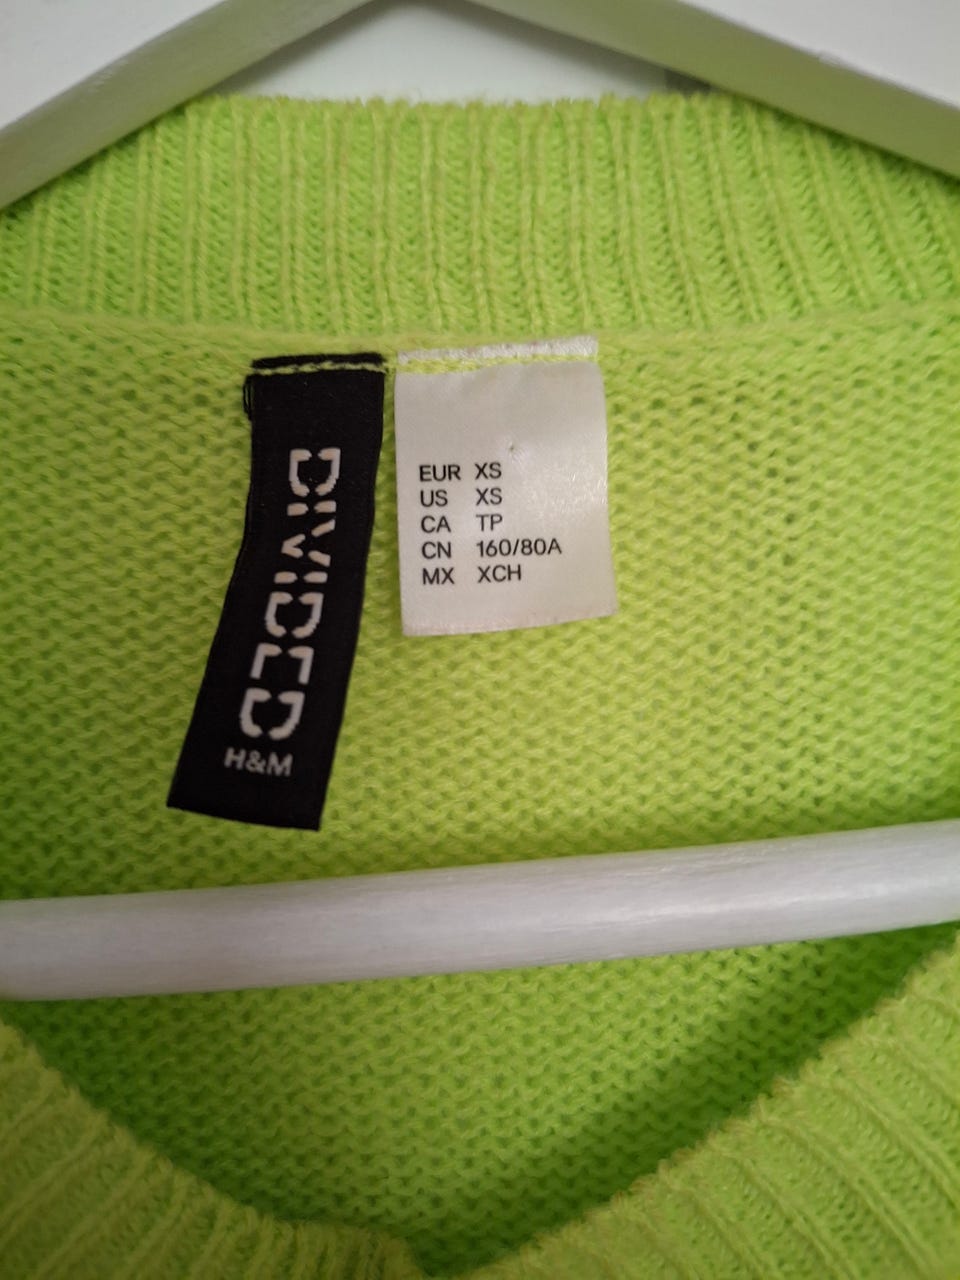 DIVIDED
H&M
EUR XS
US XS
CA TP
CN 160/80A
MX XCH